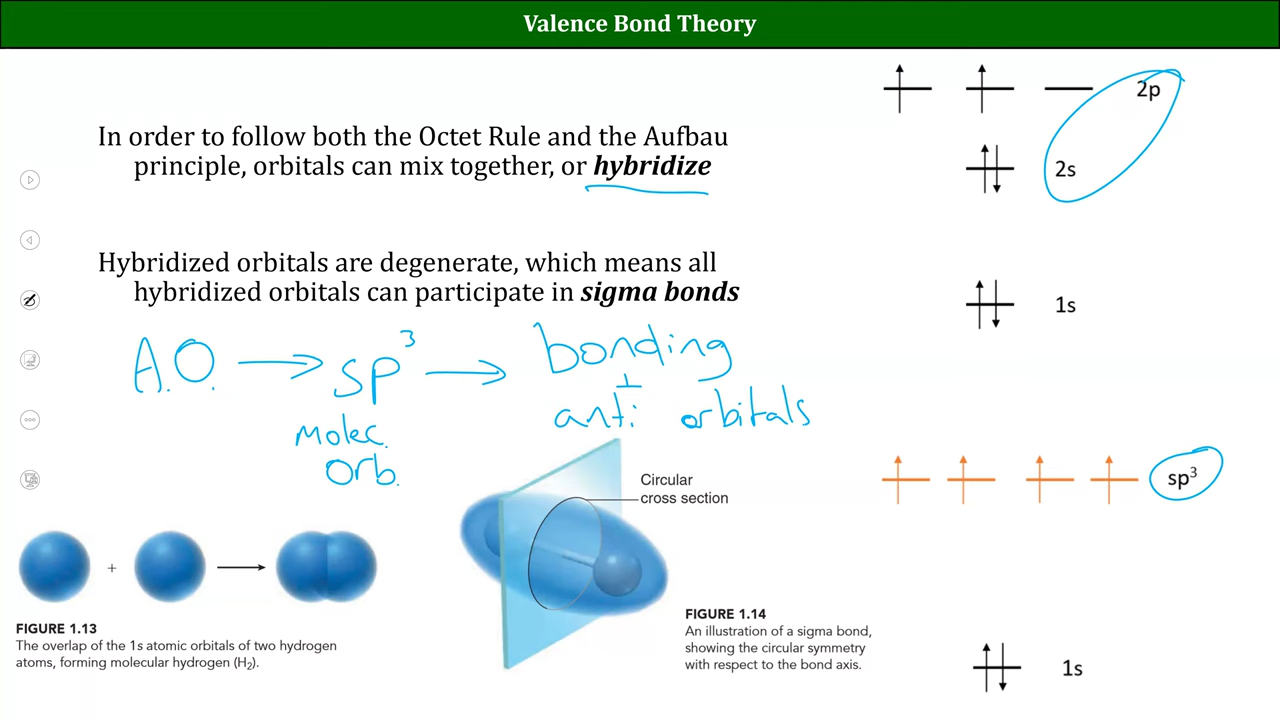 Valence Bond Theory
In order to follow both the Octet Rule and the Aufbau
principle, orbitals can mix together, or hybridize
Hybridized orbitals are degenerate, which means all
hybridized orbitals can participate in sigma bonds
A.O. → sp³ → bonding
+
anti orbitals
Molec.
Orb.
2p
2s
1s
sp³
1s
Circular
cross section
+ →
FIGURE 1.13
The overlap of the 1s atomic orbitals of two hydrogen
atoms, forming molecular hydrogen (H₂).
FIGURE 1.14
An illustration of a sigma bond,
showing the circular symmetry
with respect to the bond axis.